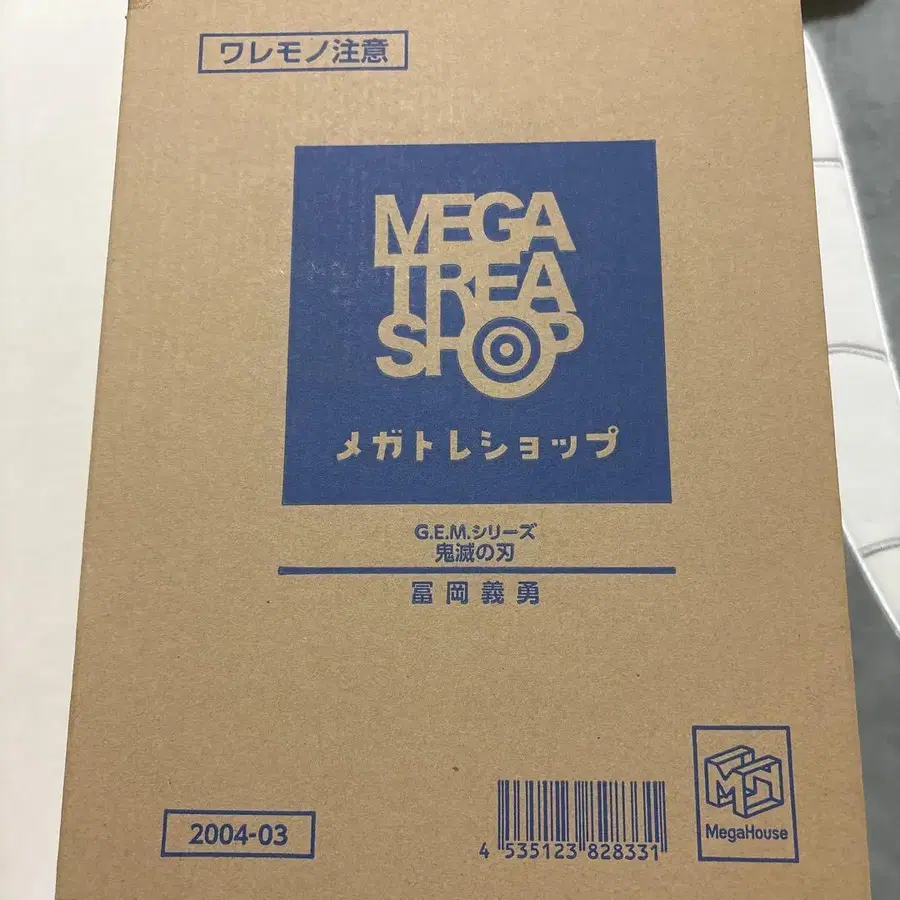 ワレモノ注意
MEGA
TREA
SHOP
メガトレショップ
G.E.M.シリーズ
鬼滅の刃
冨岡義勇
2004-03
4 535123 828331
MegaHouse